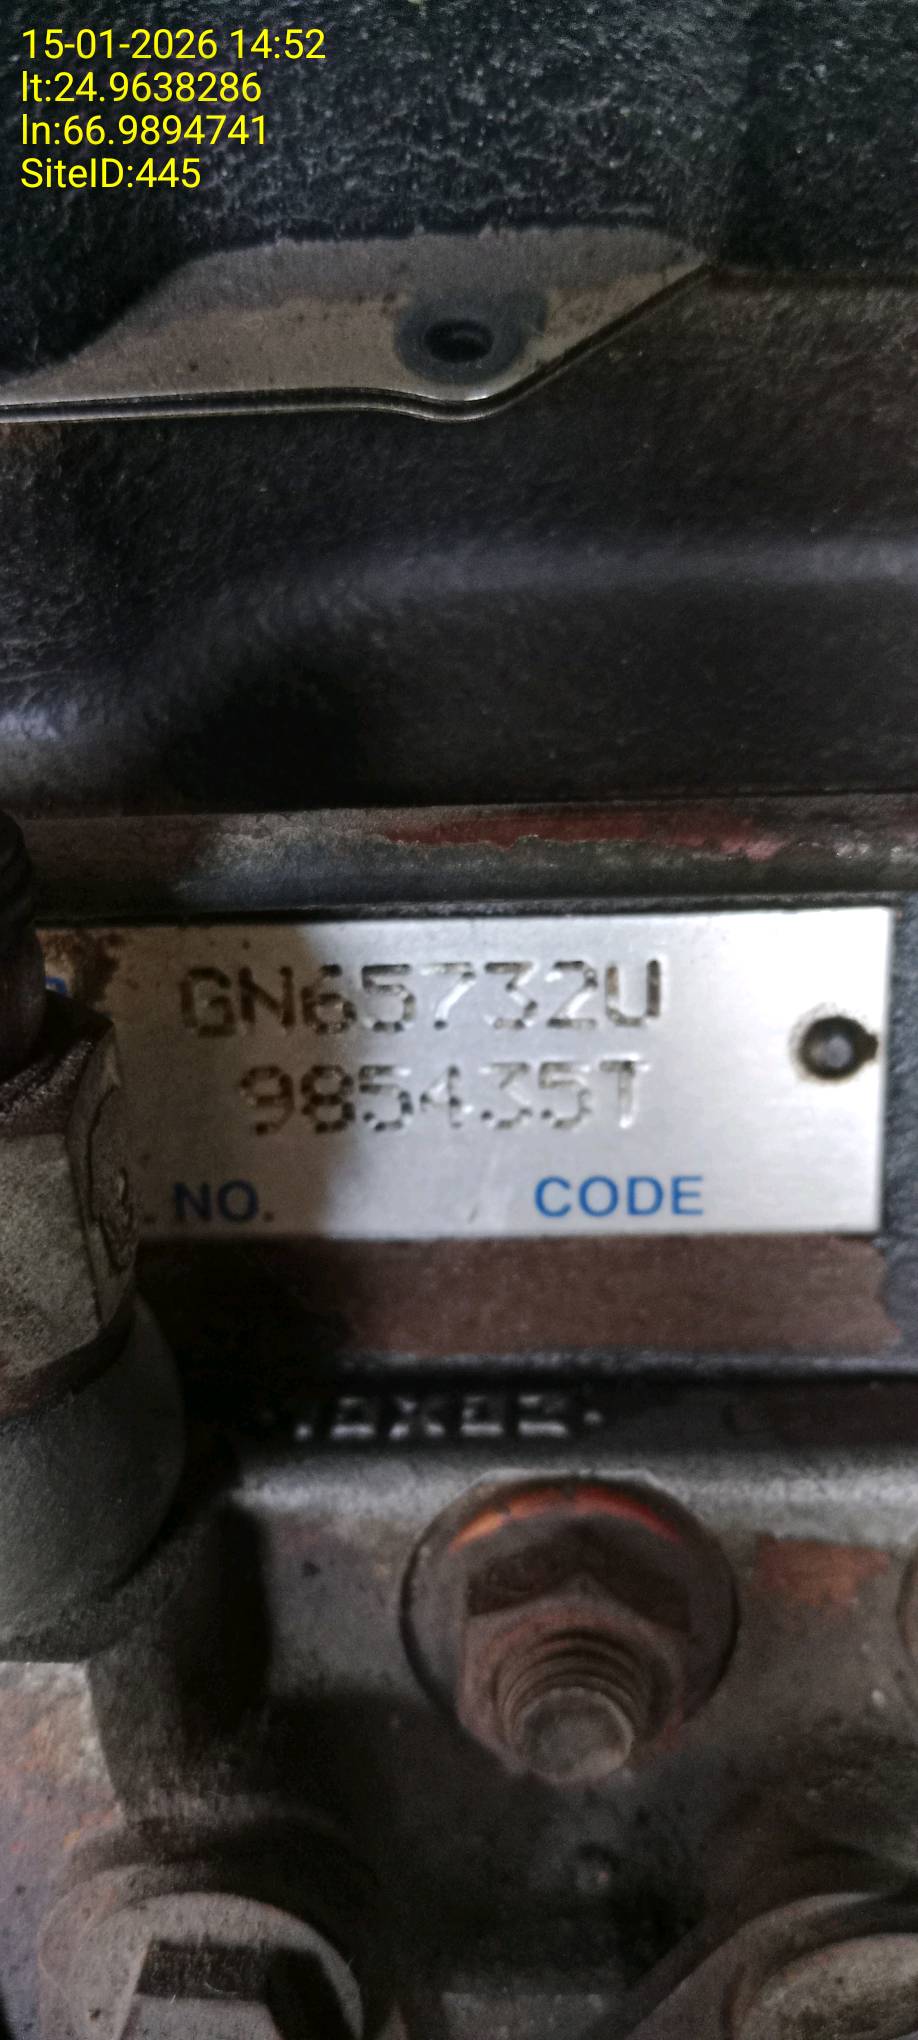 15-01-2026 14:52
lt:24.9638286
ln:66.9894741
SiteID:445
GN65732U
985435T
. NO. CODE